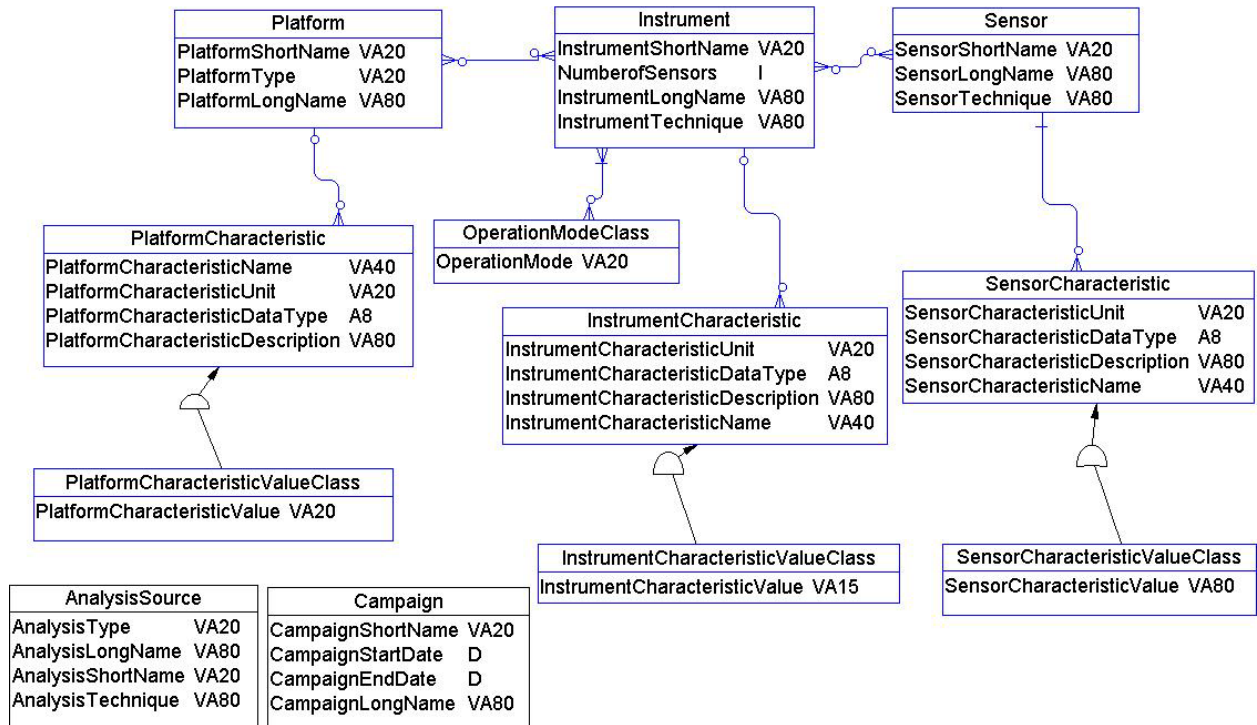 Platform
PlatformShortName VA20
PlatformType VA20
PlatformLongName VA80
Instrument
InstrumentShortName VA20
NumberofSensors I
InstrumentLongName VA80
InstrumentTechnique VA80
Sensor
SensorShortName VA20
SensorLongName VA80
SensorTechnique VA80
PlatformCharacteristic
PlatformCharacteristicName VA40
PlatformCharacteristicUnit VA20
PlatformCharacteristicDataType A8
PlatformCharacteristicDescription VA80
OperationModeClass
OperationMode VA20
InstrumentCharacteristic
InstrumentCharacteristicUnit VA20
InstrumentCharacteristicDataType A8
InstrumentCharacteristicDescription VA80
InstrumentCharacteristicName VA40
SensorCharacteristic
SensorCharacteristicUnit VA20
SensorCharacteristicDataType A8
SensorCharacteristicDescription VA80
SensorCharacteristicName VA40
PlatformCharacteristicValueClass
PlatformCharacteristicValue VA20
InstrumentCharacteristicValueClass
InstrumentCharacteristicValue VA15
SensorCharacteristicValueClass
SensorCharacteristicValue VA80
AnalysisSource
AnalysisType VA20
AnalysisLongName VA80
AnalysisShortName VA20
AnalysisTechnique VA80
Campaign
CampaignShortName VA20
CampaignStartDate D
CampaignEndDate D
CampaignLongName VA80